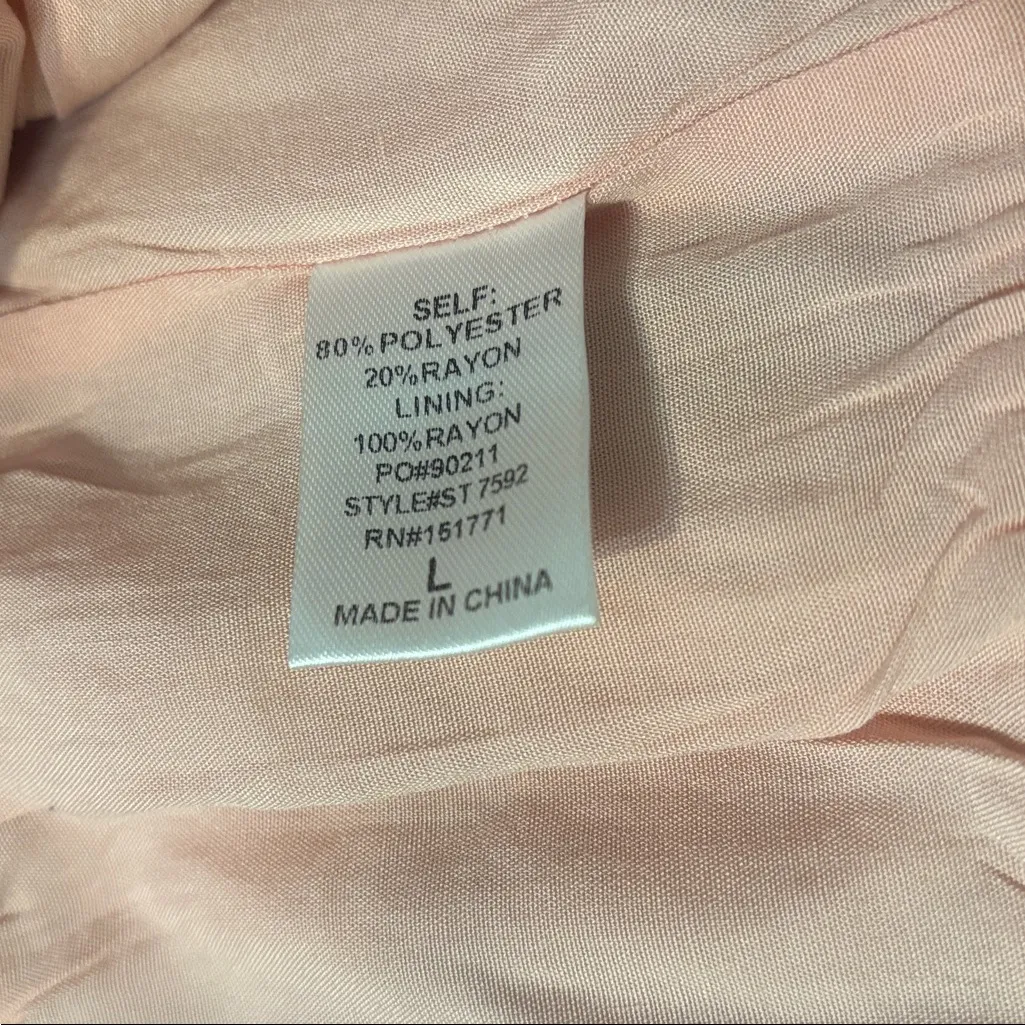 SELF:
80%POLYESTER
20%RAYON
LINING:
100%RAYON
PO#90211
STYLE#ST 7592
RN#151771
L
MADE IN CHINA